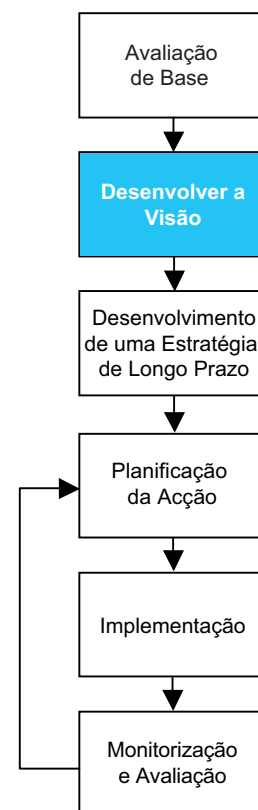 Avaliação
de Base
Desenvolver a
Visão
Desenvolvimento
de uma Estratégia
de Longo Prazo
Planificação
da Acção
Implementação
Monitorização
e Avaliação